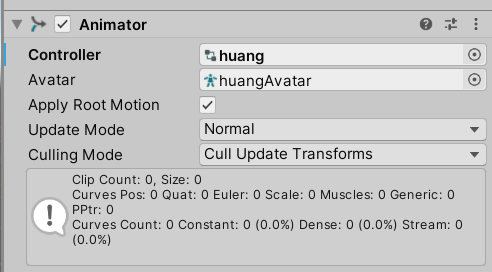 Animator
Controller huang
Avatar huangAvatar
Apply Root Motion
Update Mode Normal
Culling Mode Cull Update Transforms
Clip Count: 0, Size: 0
Curves Pos: 0 Quat: 0 Euler: 0 Scale: 0 Muscles: 0 Generic: 0
PPtr: 0
Curves Count: 0 Constant: 0 (0.0%) Dense: 0 (0.0%) Stream: 0
(0.0%)